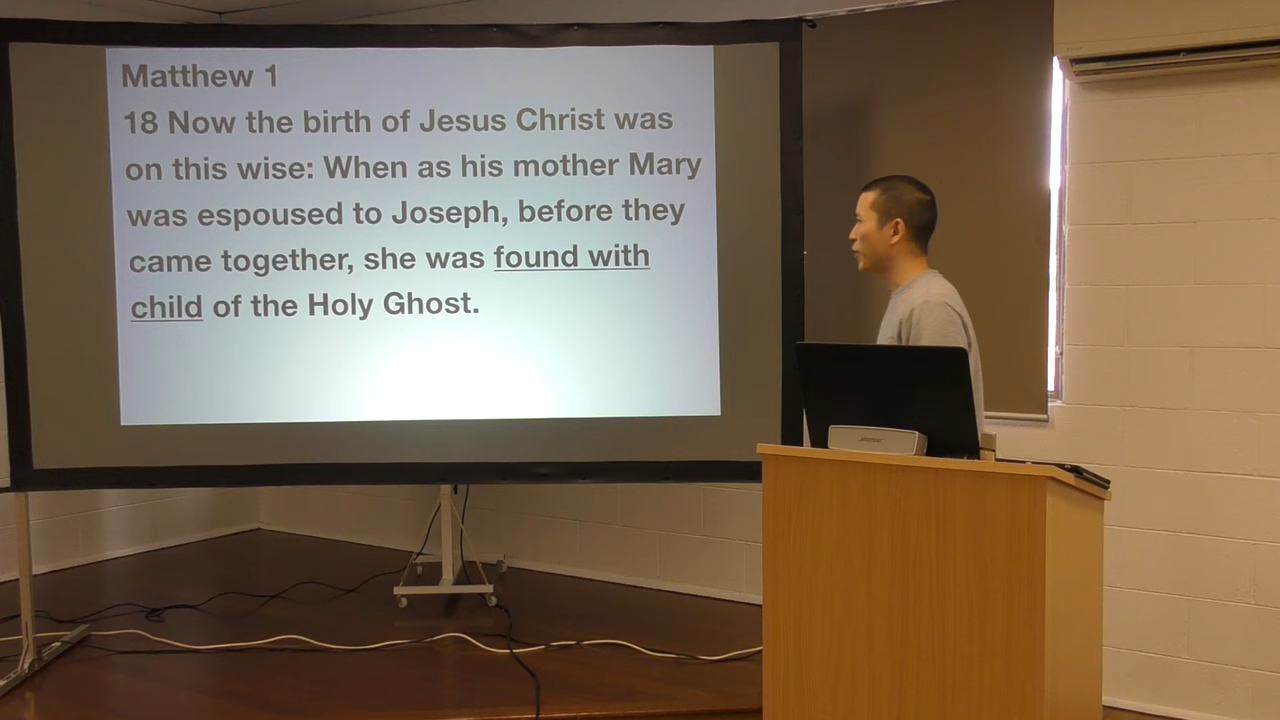 Matthew 1
18 Now the birth of Jesus Christ was
on this wise: When as his mother Mary
was espoused to Joseph, before they
came together, she was found with
child of the Holy Ghost.